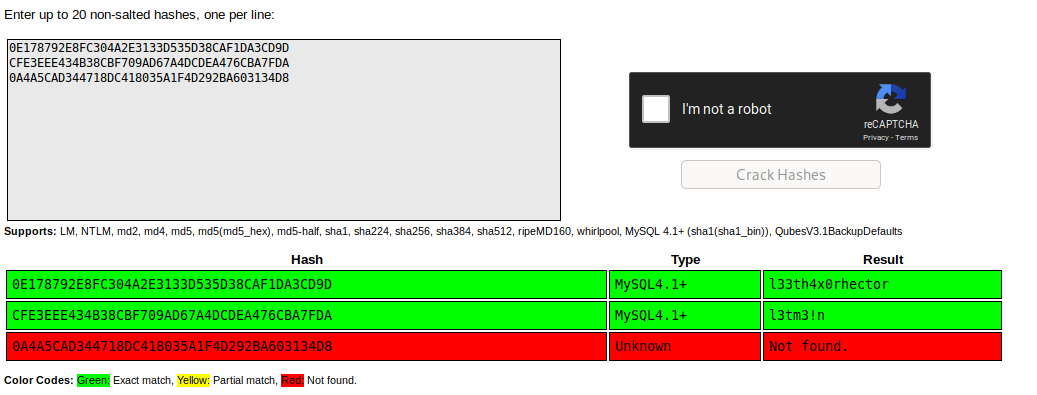 Enter up to 20 non-salted hashes, one per line:
0E178792E8FC304A2E3133D535D38CAF1DA3CD9D
CFE3EEE434B38CBF709AD67A4DCDEA476CBA7FDA
0A4A5CAD344718DC418035A1F4D292BA603134D8
I'm not a robot
reCAPTCHA
Privacy - Terms
Crack Hashes
Supports: LM, NTLM, md2, md4, md5, md5(md5_hex), md5-half, sha1, sha224, sha256, sha384, sha512, ripeMD160, whirlpool, MySQL 4.1+ (sha1(sha1_bin)), QubesV3.1BackupDefaults
Hash Type Result
0E178792E8FC304A2E3133D535D38CAF1DA3CD9D MySQL4.1+ l33th4x0rhector
CFE3EEE434B38CBF709AD67A4DCDEA476CBA7FDA MySQL4.1+ l3tm3!n
0A4A5CAD344718DC418035A1F4D292BA603134D8 Unknown Not found.
Color Codes: Green: Exact match, Yellow: Partial match, Red: Not found.